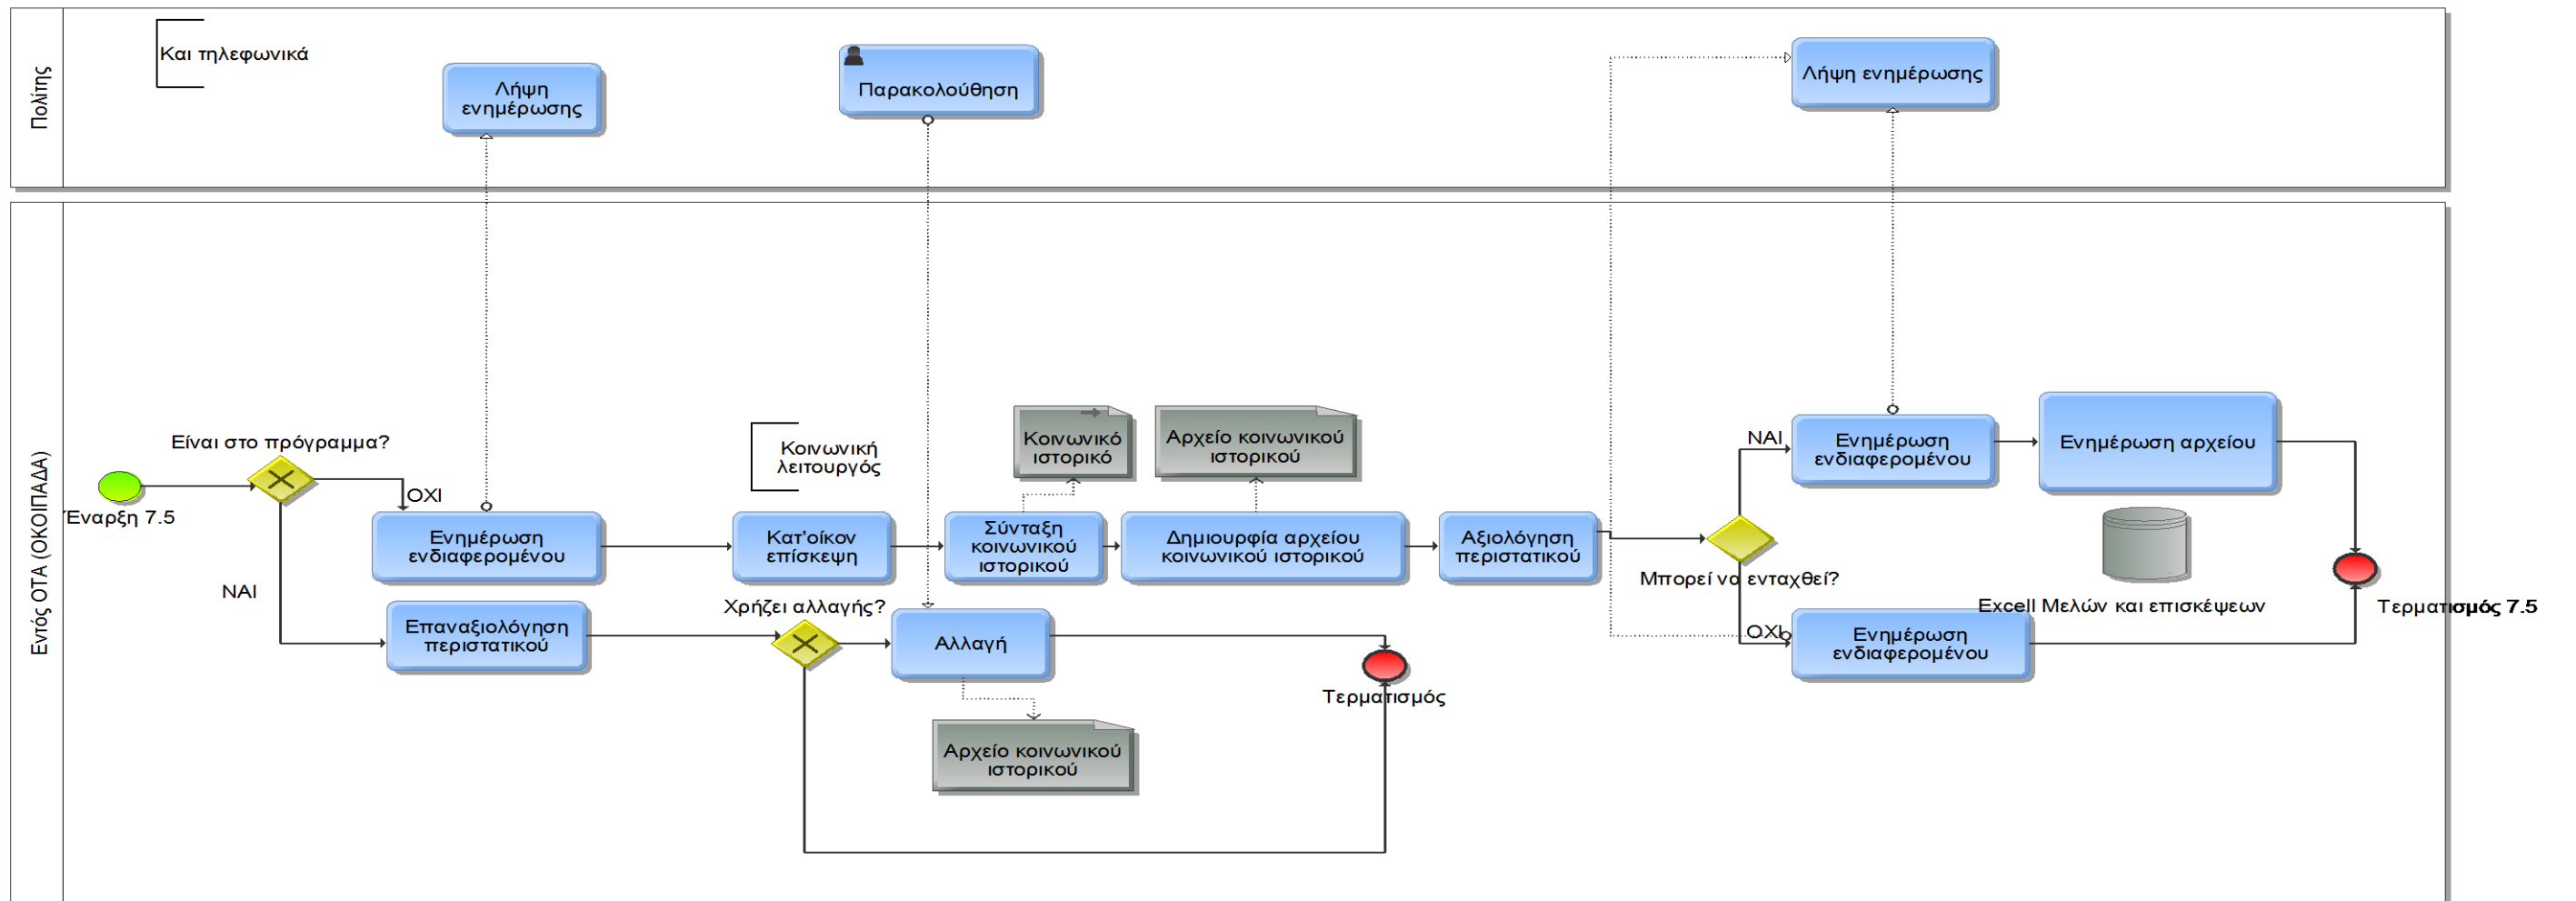 Πολίτης
Και τηλεφωνικά
Λήψη
ενημέρωσης
Παρακολούθηση
Λήψη ενημέρωσης
Εντός ΟΤΑ (ΟΚΟΙΠΑΔΑ)
Έναρξη 7.5
Είναι στο πρόγραμμα?
ΟΧΙ
ΝΑΙ
Ενημέρωση
ενδιαφερομένου
Κοινωνική
λειτουργός
Κατ'οίκον
επίσκεψη
Κοινωνικό
ιστορικό
Σύνταξη
κοινωνικού
ιστορικού
Αρχείο κοινωνικού
ιστορικού
Δημιουρφία αρχείου
κοινωνικού ιστορικού
Αξιολόγηση
περιστατικού
Μπορεί να ενταχθεί?
ΝΑΙ
Ενημέρωση
ενδιαφερομένου
Ενημέρωση αρχείου
Excell Μελών και επισκέψεων
ΟΧΙ
Ενημέρωση
ενδιαφερομένου
Τερματισμός 7.5
Επαναξιολόγηση
περιστατικού
Χρήζει αλλαγής?
Αλλαγή
Αρχείο κοινωνικού
ιστορικού
Τερματισμός